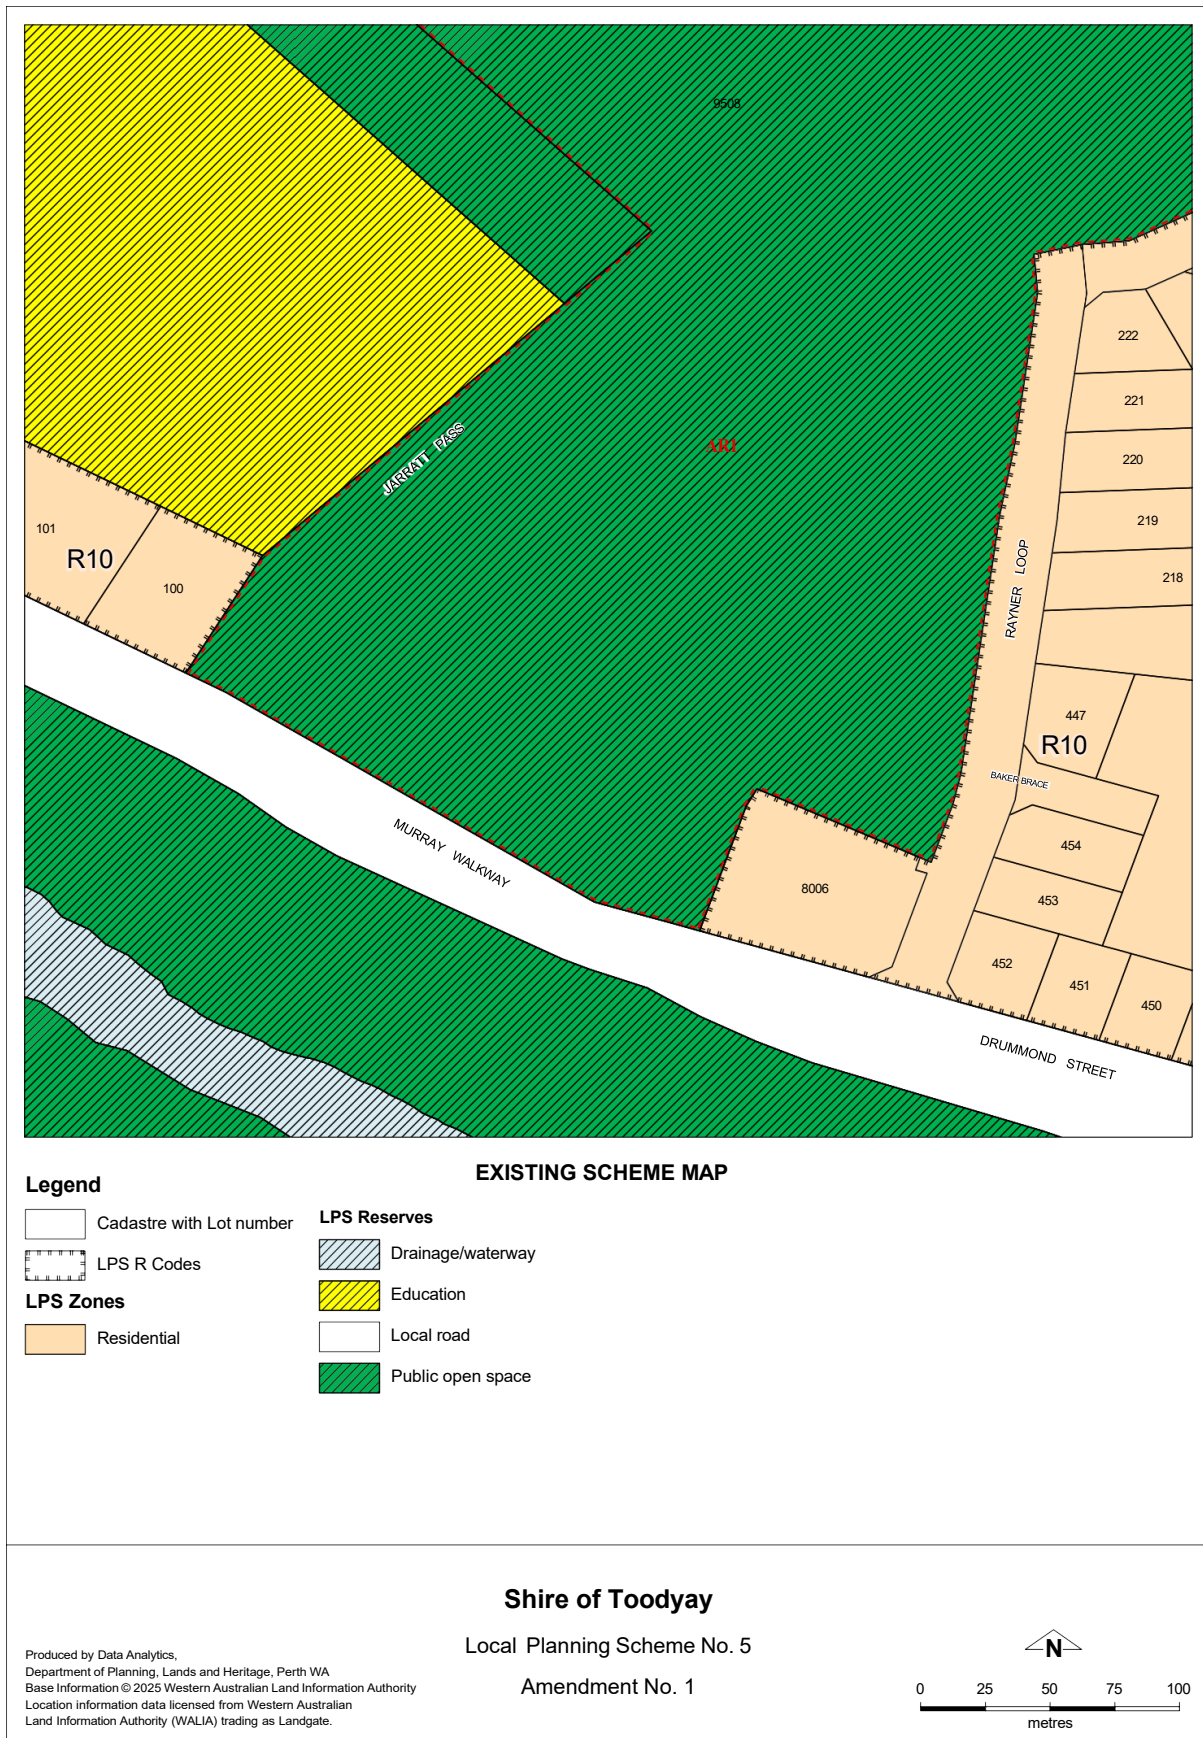 9508
222
221
AR1
JARRATT PASS
220
219
101
R10
RAYNER LOOP
218
100
447
R10
BAKER BRACE
MURRAY WALKWAY
454
8006
453
452
451
450
DRUMMOND STREET
EXISTING SCHEME MAP
Legend
Cadastre with Lot number
LPS R Codes
LPS Zones
Residential
LPS Reserves
Drainage/waterway
Education
Local road
Public open space
Shire of Toodyay
Local Planning Scheme No. 5
Amendment No. 1
Produced by Data Analytics,
Department of Planning, Lands and Heritage, Perth WA
Base Information © 2025 Western Australian Land Information Authority
Location information data licensed from Western Australian
Land Information Authority (WALIA) trading as Landgate.
N
0 25 50 75 100
metres